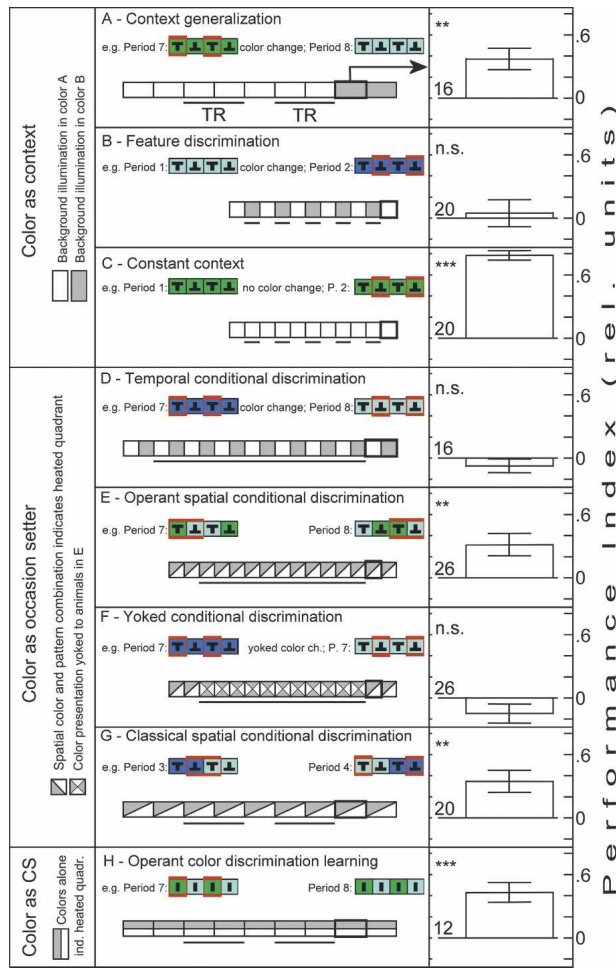 Color as context
Background illumination in color A
Background illumination in color B
A - Context generalization
e.g. Period 7: color change; Period 8:
TR TR
**
16
.6
0
B - Feature discrimination
e.g. Period 1: color change; Period 2:
n.s.
20
.6
0
C - Constant context
e.g. Period 1: no color change; P. 2:
***
20
.6
0
Color as occasion setter
Spatial color and pattern combination indicates heated quadrant
Color presentation yoked to animals in E
D - Temporal conditional discrimination
e.g. Period 7: color change; Period 8:
n.s.
16
.6
0
E - Operant spatial conditional discrimination
e.g. Period 7: Period 8:
**
26
.6
0
F - Yoked conditional discrimination
e.g. Period 7: yoked color ch.; P. 7:
n.s.
26
.6
0
G - Classical spatial conditional discrimination
e.g. Period 3: Period 4:
**
20
.6
0
Color as CS
Colors alone
ind. heated quadr.
H - Operant color discrimination learning
e.g. Period 7: Period 8:
***
12
.6
0
Performance Index (rel. units)